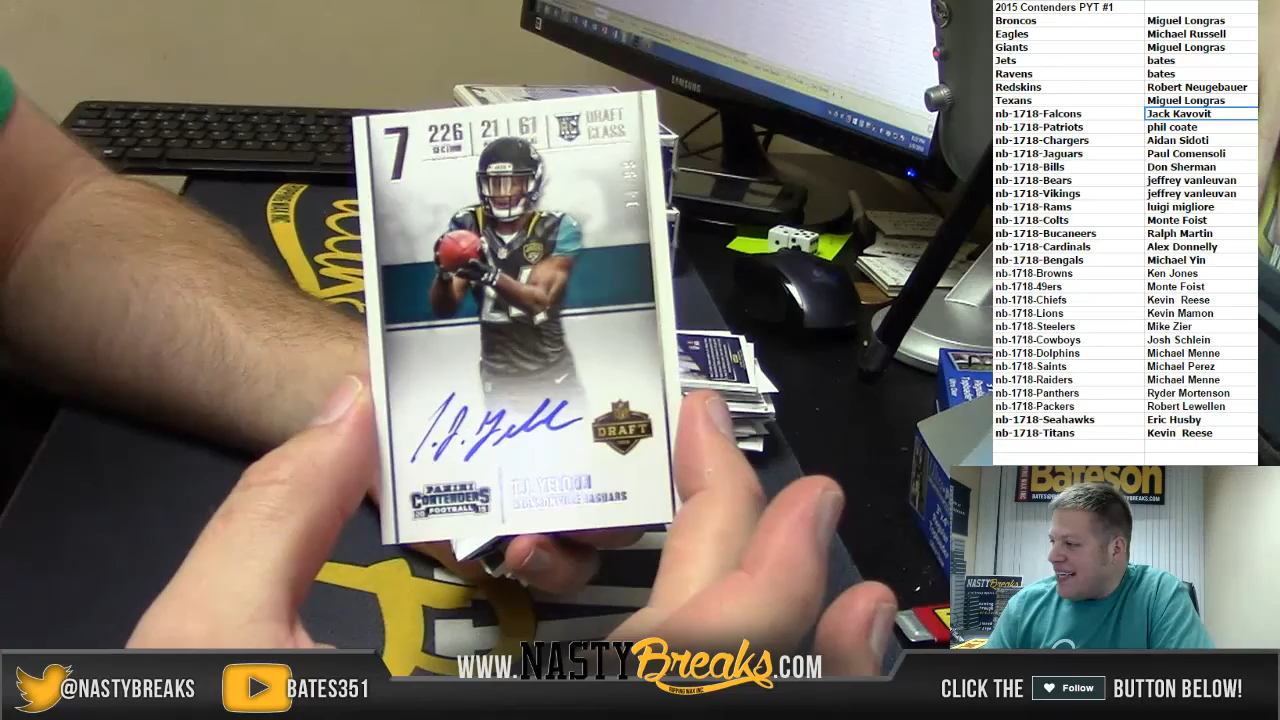 2015 Contenders PYT #1
Broncos Miguel Longras
Eagles Michael Russell
Giants Miguel Longras
Jets bates
Ravens bates
Redskins Robert Neugebauer
Texans Miguel Longras
nb-1718-Falcons Jack Kavovit
nb-1718-Patriots phil coate
nb-1718-Chargers Aidan Sidoti
nb-1718-Jaguars Paul Comensoli
nb-1718-Bills Don Sherman
nb-1718-Bears jeffrey vanleuvan
nb-1718-Vikings jeffrey vanleuvan
nb-1718-Rams luigi migliore
nb-1718-Colts Monte Foist
nb-1718-Bucaneers Ralph Martin
nb-1718-Cardinals Alex Donnelly
nb-1718-Bengals Michael Yin
nb-1718-Browns Ken Jones
nb-1718-49ers Monte Foist
nb-1718-Chiefs Kevin Reese
nb-1718-Lions Kevin Mamon
nb-1718-Steelers Mike Zier
nb-1718-Cowboys Josh Schlein
nb-1718-Dolphins Michael Menne
nb-1718-Saints Michael Perez
nb-1718-Raiders Michael Menne
nb-1718-Panthers Ryder Mortenson
nb-1718-Packers Robert Lewellen
nb-1718-Seahawks Eric Husby
nb-1718-Titans Kevin Reese
SAMSUNG
7 226 21 61 DRAFT
SECTION CLASS
DRAFT
PANINI
CONTENDERS
FOOTBALL
T.J. YELDON
JACKSONVILLE JAGUARS
Bateson
NASTYBREAKS
@NASTYBREAKS
BATES351
WWW.NASTYBreaks.COM
RIPPING WAX INC.
CLICK THE Follow BUTTON BELOW!